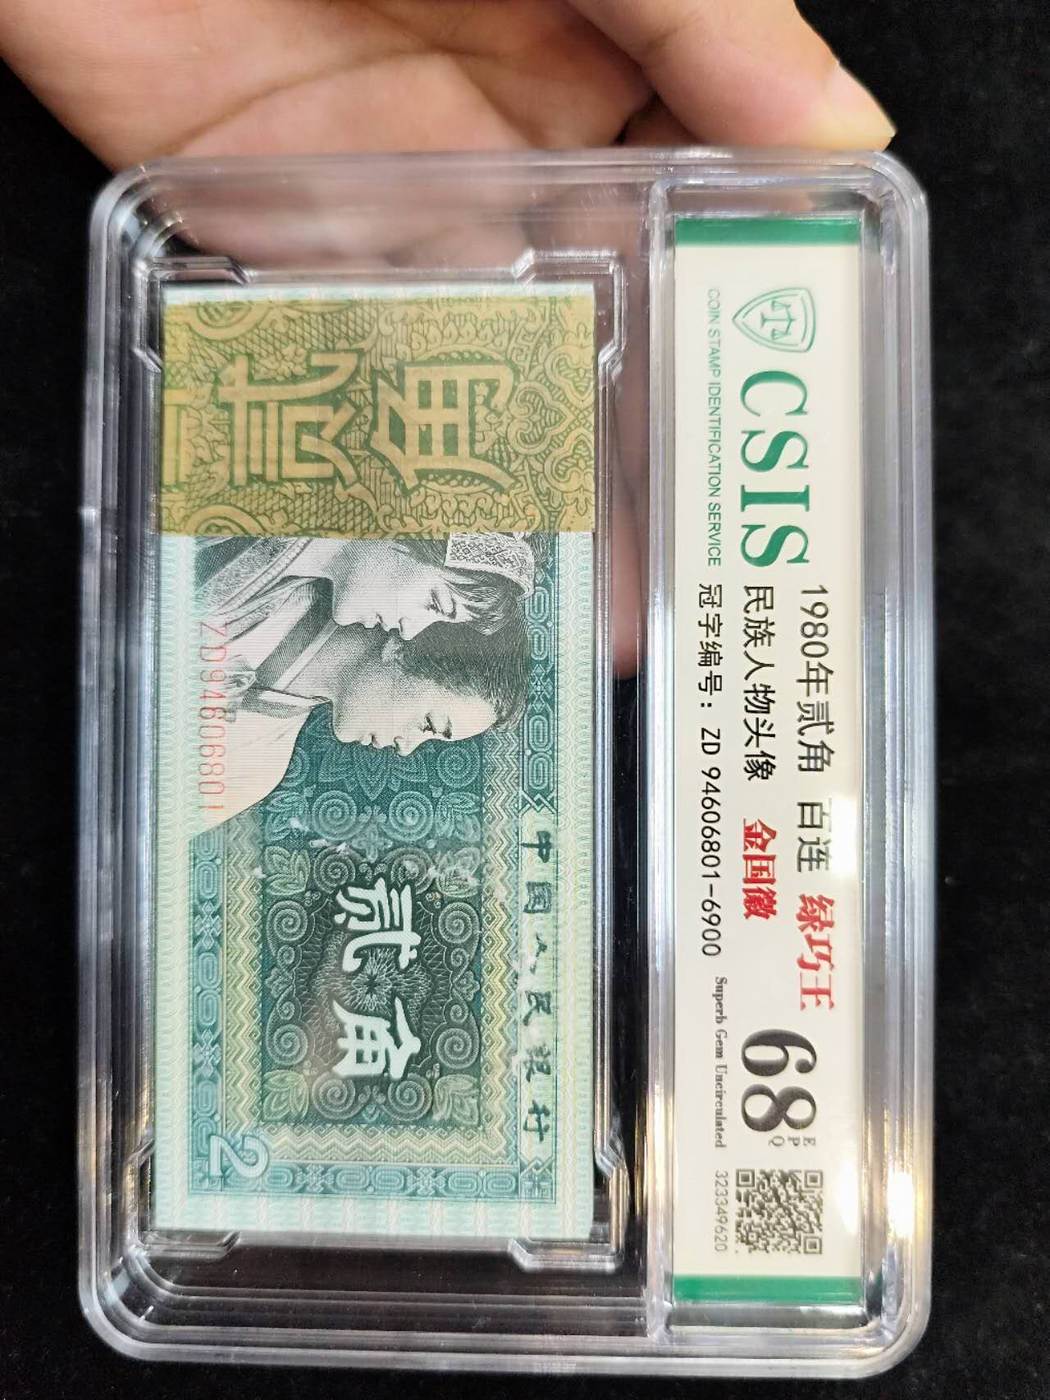 CSIS
COIN STAMP IDENTIFICATION SERVICE
1980年贰角 百连 绿巧王
民族人物头像 金国徽
冠字编号：ZD 94606801-6900
68
EPQ
Superb Gem Uncirculated
323349620
贰角
中国人民银行
贰角
ZD94606801
2